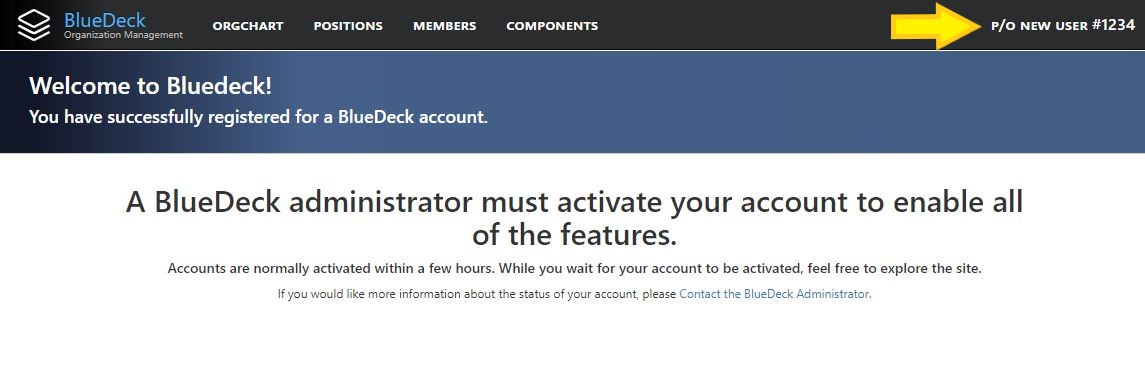 BlueDeck
Organization Management
ORGCHART POSITIONS MEMBERS COMPONENTS
P/O NEW USER #1234
Welcome to Bluedeck!
You have successfully registered for a BlueDeck account.
A BlueDeck administrator must activate your account to enable all
of the features.
Accounts are normally activated within a few hours. While you wait for your account to be activated, feel free to explore the site.
If you would like more information about the status of your account, please Contact the BlueDeck Administrator.